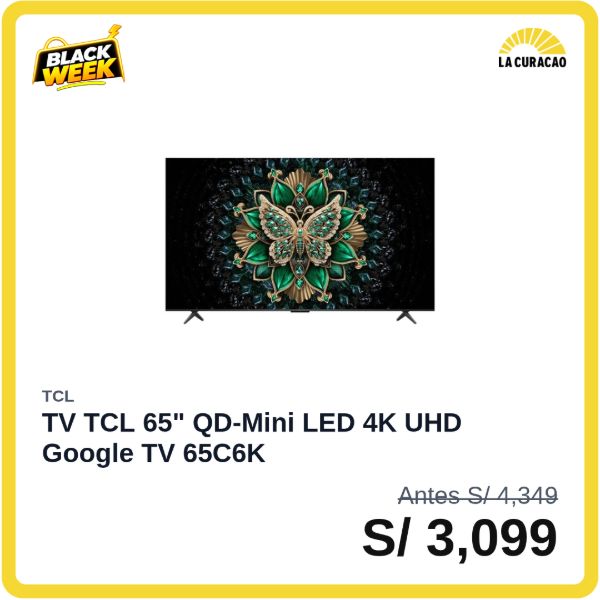 BLACK
WEEK
LA CURACAO
TCL
TV TCL 65" QD-Mini LED 4K UHD
Google TV 65C6K
Antes S/ 4,349
S/ 3,099